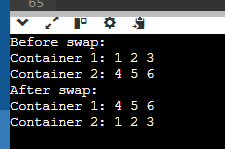 65
Before swap:
Container 1: 1 2 3
Container 2: 4 5 6
After swap:
Container 1: 4 5 6
Container 2: 1 2 3